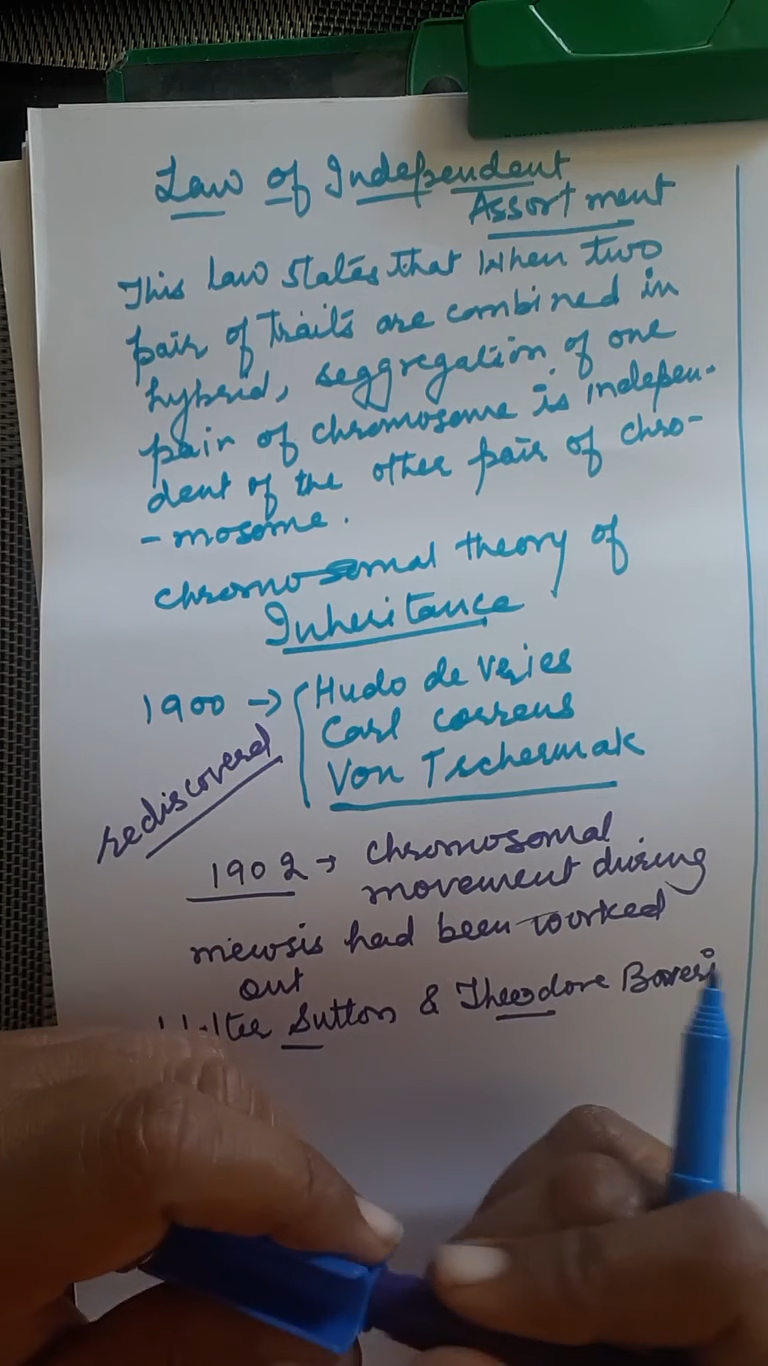 Law of Independent
Assortment
This law states that when two
pair of traits are combined in
hybrid, seggregation of one
pair of chromosome is indepen-
dent of the other pair of chro-
-mosome.
chromosomal theory of
Inheritance
1900 → Hudo de Veries
Carl correns
Von Tschermak
rediscovered
1902 → chromosomal
movement during
meiosis had been worked
out
Sutton & Theodore Boveri